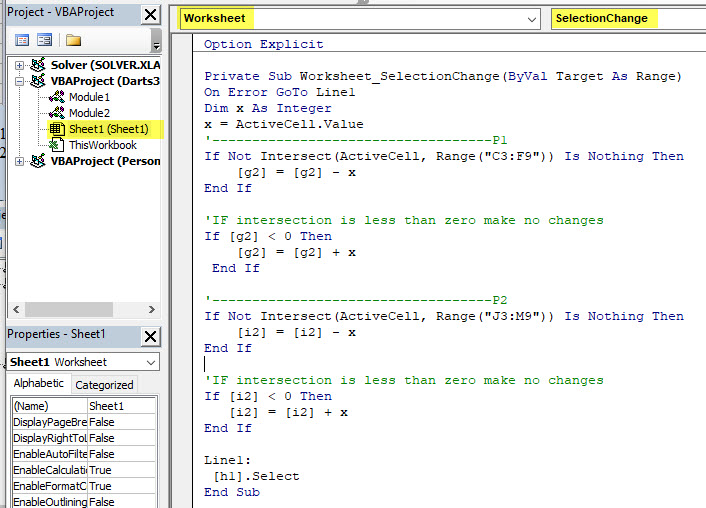 Project - VBAProject
Solver (SOLVER.XLA
VBAProject (Darts3
Module1
Module2
Sheet1 (Sheet1)
ThisWorkbook
VBAProject (Person
Properties - Sheet1
Sheet1 Worksheet
Alphabetic Categorized
(Name) Sheet1
DisplayPageBre False
DisplayRightToL False
EnableAutoFilte False
EnableCalculati True
EnableFormatC True
EnableOutlining False
Worksheet SelectionChange
Option Explicit
Private Sub Worksheet_SelectionChange(ByVal Target As Range)
On Error GoTo Line1
Dim x As Integer
x = ActiveCell.Value
'-----------------------------------P1
If Not Intersect(ActiveCell, Range("C3:F9")) Is Nothing Then
[g2] = [g2] - x
End If
'IF intersection is less than zero make no changes
If [g2] < 0 Then
[g2] = [g2] + x
End If
'-----------------------------------P2
If Not Intersect(ActiveCell, Range("J3:M9")) Is Nothing Then
[i2] = [i2] - x
End If
'IF intersection is less than zero make no changes
If [i2] < 0 Then
[i2] = [i2] + x
End If
Line1:
[h1].Select
End Sub